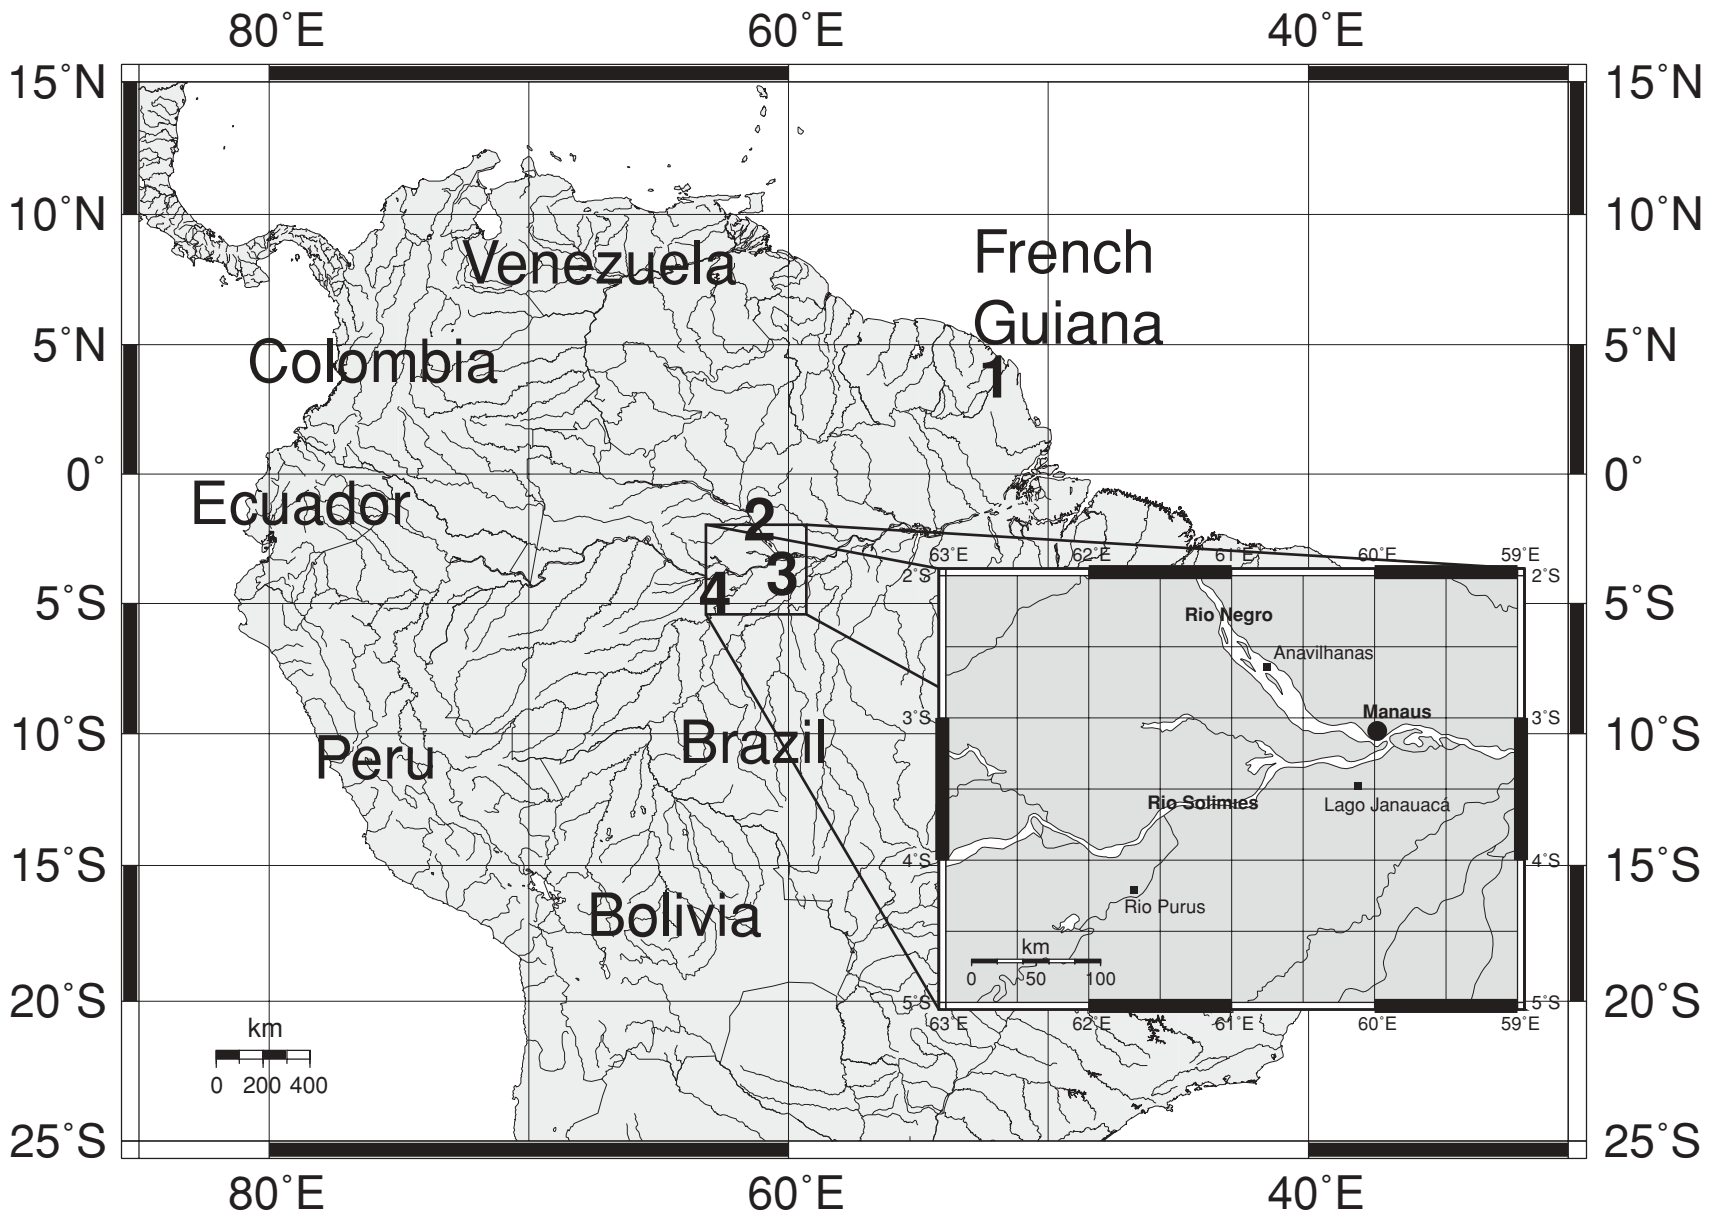 80°E 60°E 40°E
15°N 15°N
10°N 10°N
French
Venezuela
Guiana
5°N 5°N
Colombia
1
0° 0°
Ecuador
2
63°E 62°E 61°E 60°E 59°E
3
2°S 2°S
4
5°S 5°S
Rio Negro
Anavilhanas
Manaus
3°S 3°S
10°S 10°S
Brazil
Peru
Rio Solimıes
Lago Janauacá
4°S 4°S
15°S 15°S
Rio Purus
Bolivia
km
0 50 100
5°S 5°S
20°S 20°S
63°E 62°E 61°E 60°E 59°E
km
0 200 400
25°S 25°S
80°E 60°E 40°E